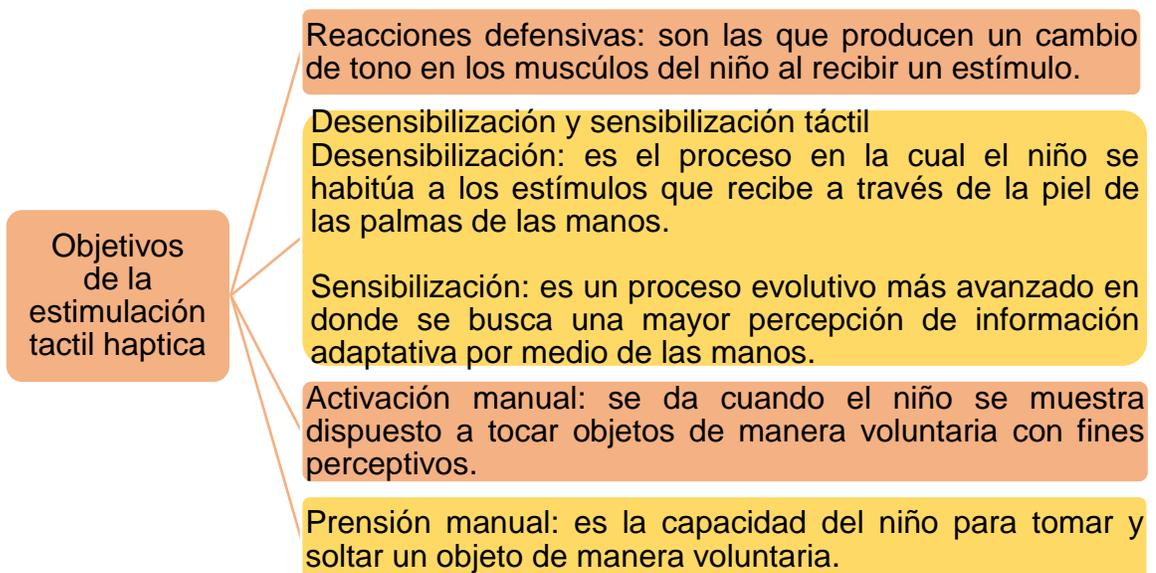 Objetivos
de la
estimulación
tactil haptica
Reacciones defensivas: son las que producen un cambio
de tono en los muscúlos del niño al recibir un estímulo.
Desensibilización y sensibilización táctil
Desensibilización: es el proceso en la cual el niño se
habitúa a los estímulos que recibe a través de la piel de
las palmas de las manos.
Sensibilización: es un proceso evolutivo más avanzado en
donde se busca una mayor percepción de información
adaptativa por medio de las manos.
Activación manual: se da cuando el niño se muestra
dispuesto a tocar objetos de manera voluntaria con fines
perceptivos.
Prensión manual: es la capacidad del niño para tomar y
soltar un objeto de manera voluntaria.